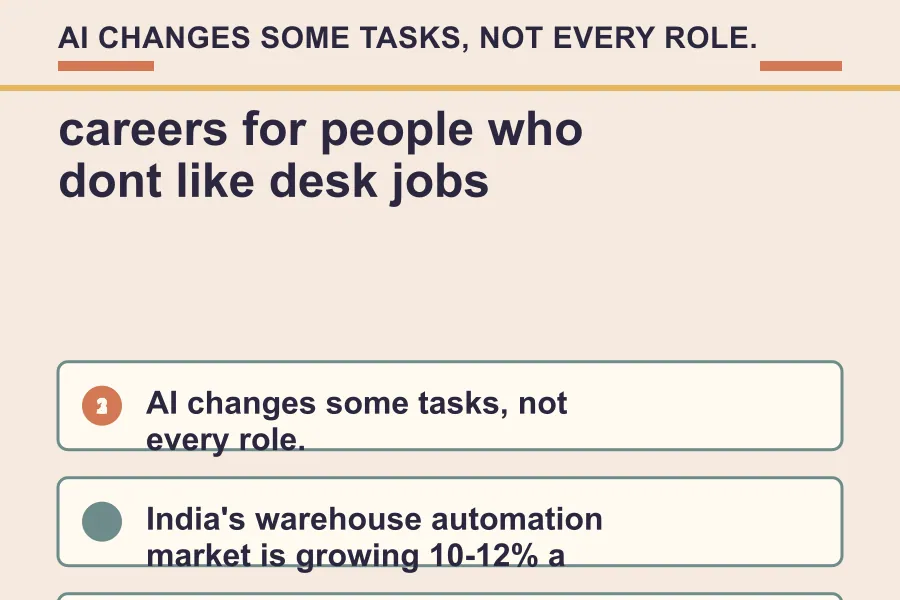 AI CHANGES SOME TASKS, NOT EVERY ROLE.
careers for people who
dont like desk jobs
AI changes some tasks, not
every role.
India's warehouse automation
market is growing 10-12% a